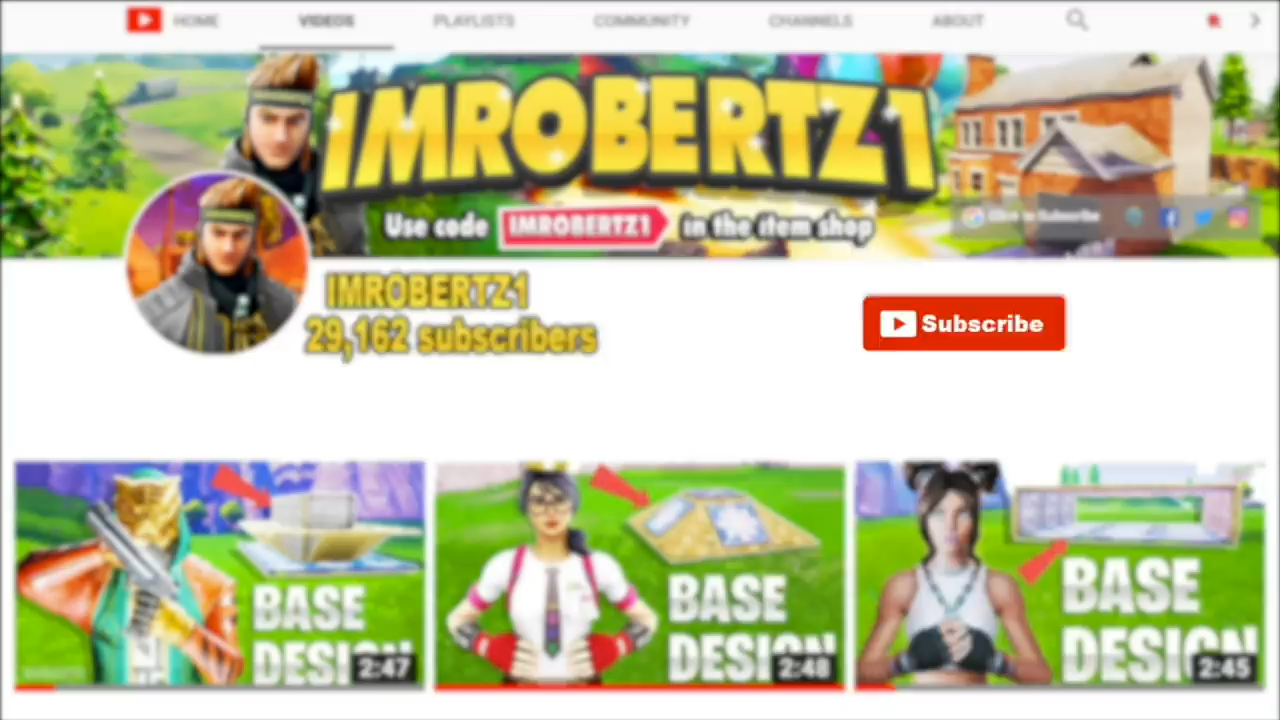 HOME VIDEOS PLAYLISTS COMMUNITY CHANNELS ABOUT
IMROBERTZ1
Use code IMROBERTZ1 in the item shop
IMROBERTZ1
29,162 subscribers
Subscribe
BASE
DESIGN
2:47
BASE
DESIGN
2:48
BASE
DESIGN
2:45